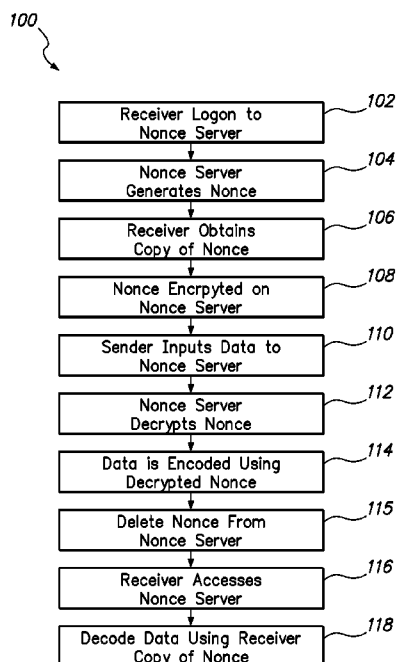 100
Receiver Logon to
Nonce Server
102
Nonce Server
Generates Nonce
104
Receiver Obtains
Copy of Nonce
106
Nonce Encrpyted on
Nonce Server
108
Sender Inputs Data to
Nonce Server
110
Nonce Server
Decrypts Nonce
112
Data is Encoded Using
Decrypted Nonce
114
Delete Nonce From
Nonce Server
115
Receiver Accesses
Nonce Server
116
Decode Data Using Receiver
Copy of Nonce
118